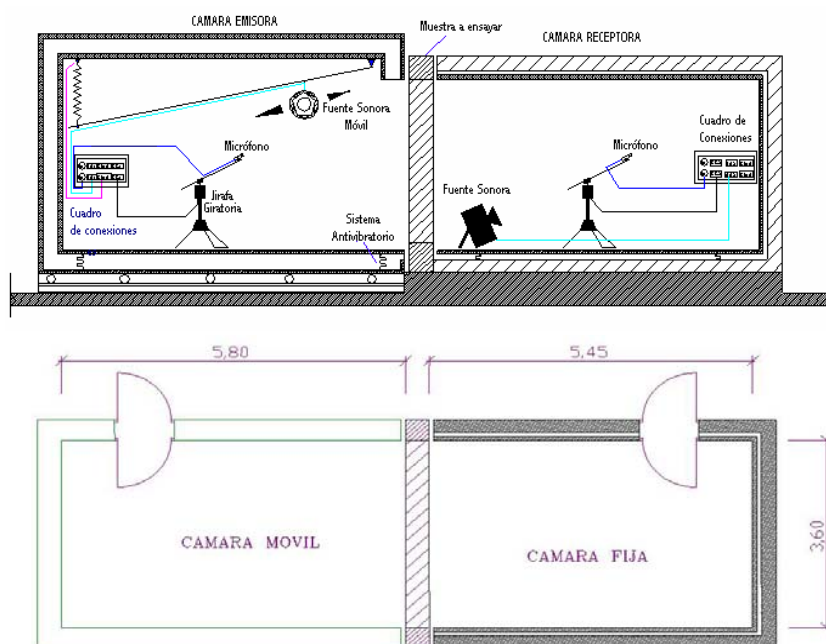 CAMARA EMISORA
Muestra a ensayar
CAMARA RECEPTORA
Fuente Sonora
Móvil
Micrófono
Jirafa
Giratoria
Cuadro
de conexiones
Sistema
Antivibratorio
Fuente Sonora
Micrófono
Cuadro de
Conexiones
5,80
5,45
CAMARA MOVIL
CAMARA FIJA
3,60